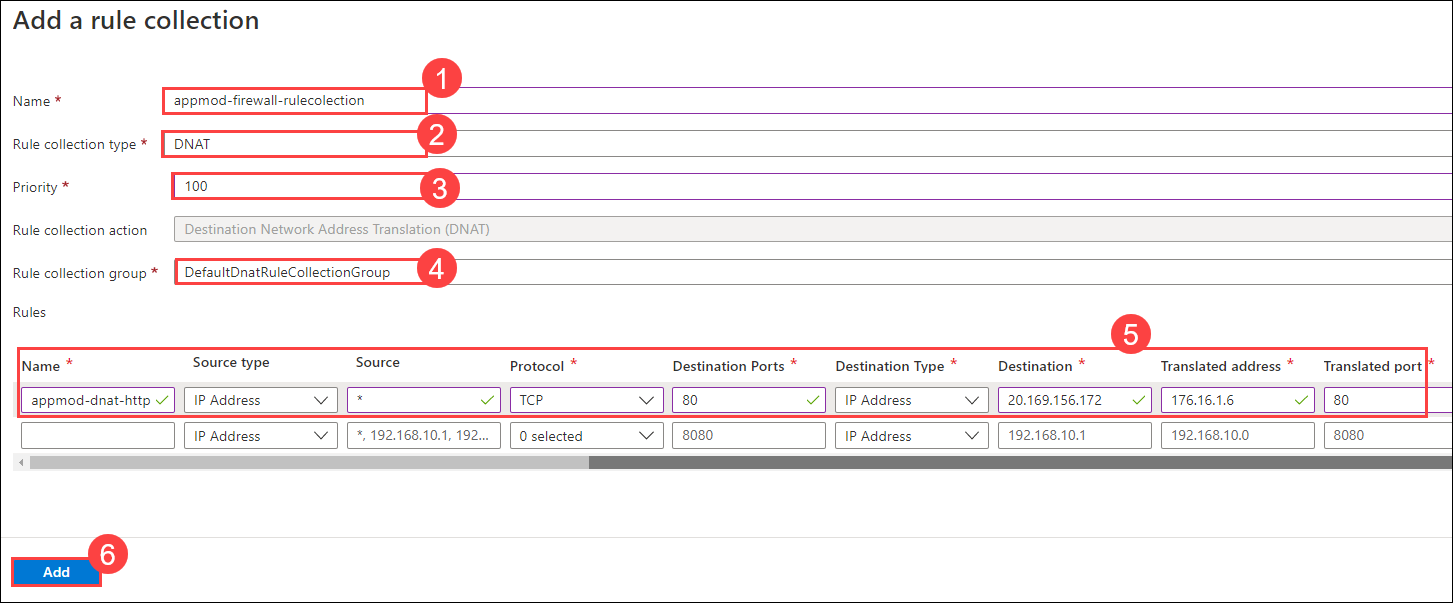 Add a rule collection
1
Name * appmod-firewall-rulecolection
2
Rule collection type * DNAT
Priority * 100 3
Rule collection action Destination Network Address Translation (DNAT)
Rule collection group * DefaultDnatRuleCollectionGroup 4
Rules
5
Name * Source type Source Protocol * Destination Ports * Destination Type * Destination * Translated address * Translated port *
appmod-dnat-http IP Address * TCP 80 IP Address 20.169.156.172 176.16.1.6 80
IP Address *, 192.168.10.1, 192... 0 selected 8080 IP Address 192.168.10.1 192.168.10.0 8080
6
Add